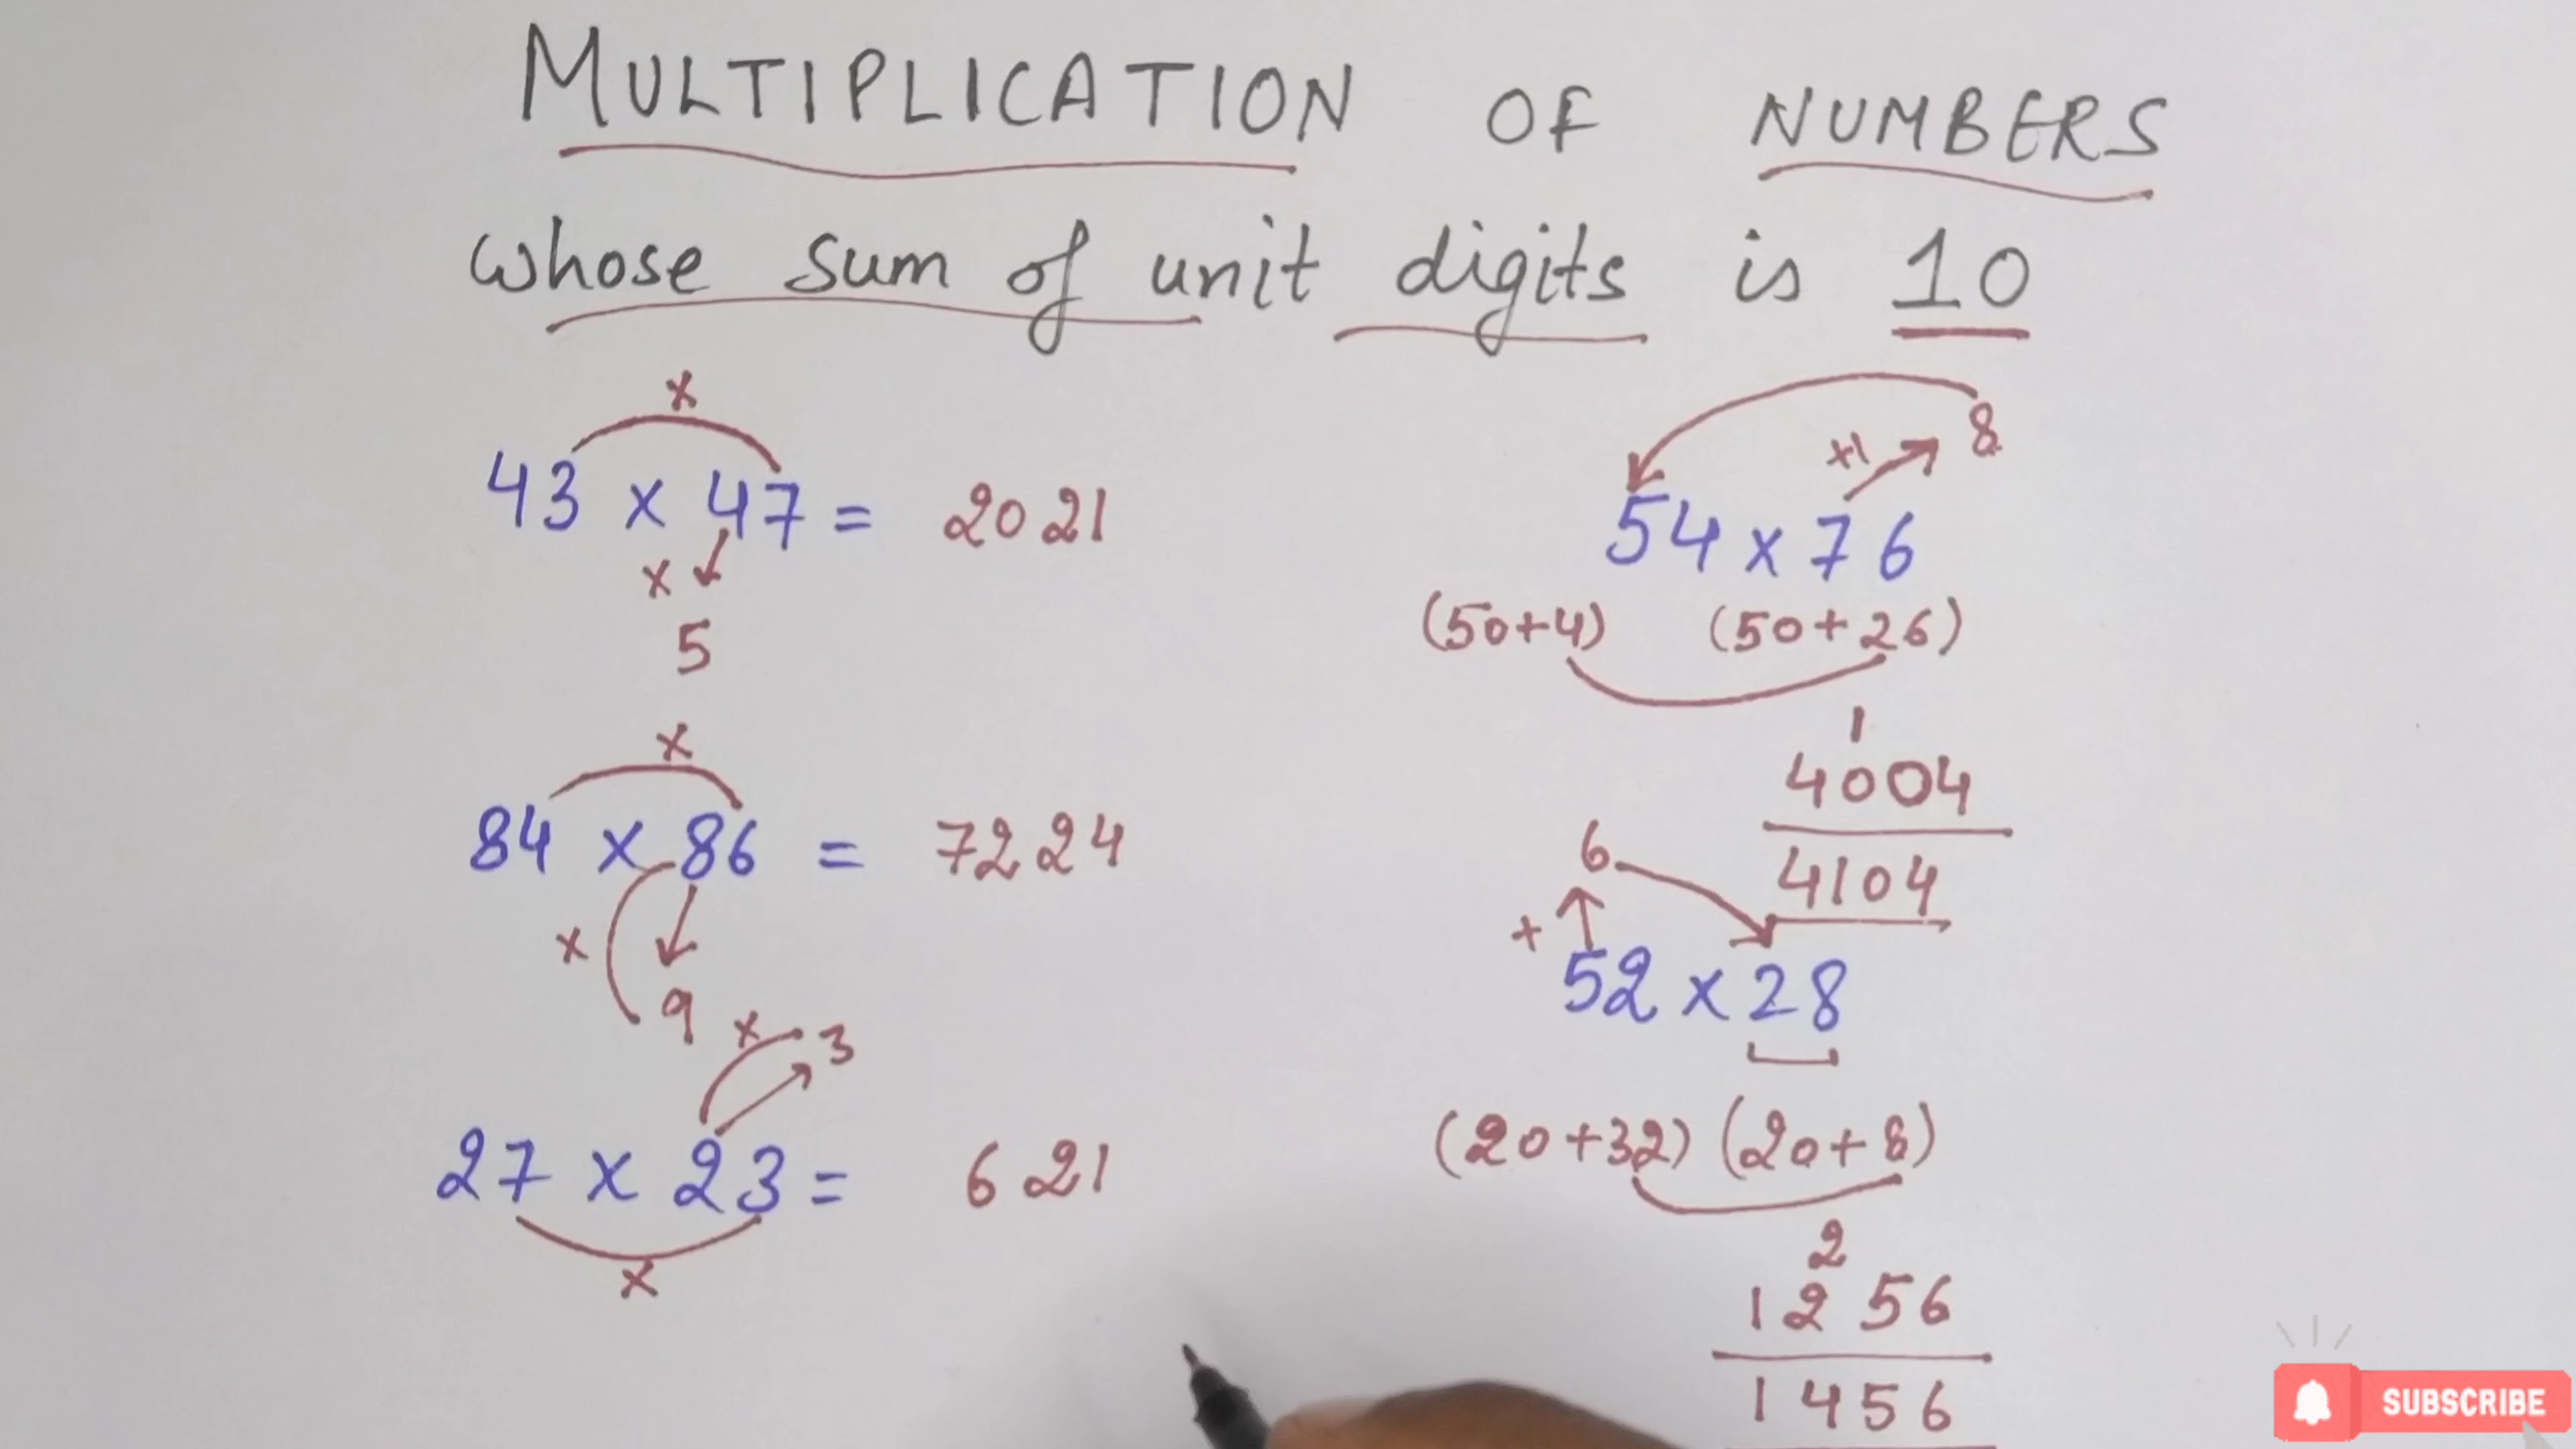 MULTIPLICATION OF NUMBERS
whose sum of unit digits is 10
x
43 x 47 = 2021
x
5
x
84 x 86 = 7224
x
9
x 3
27 x 23 = 621
x
8
+1
54 x 76
(50+4) (50+26)
1
4004
4104
6
+
52 x 28
(20+32) (20+8)
2
1256
1456
SUBSCRIBE